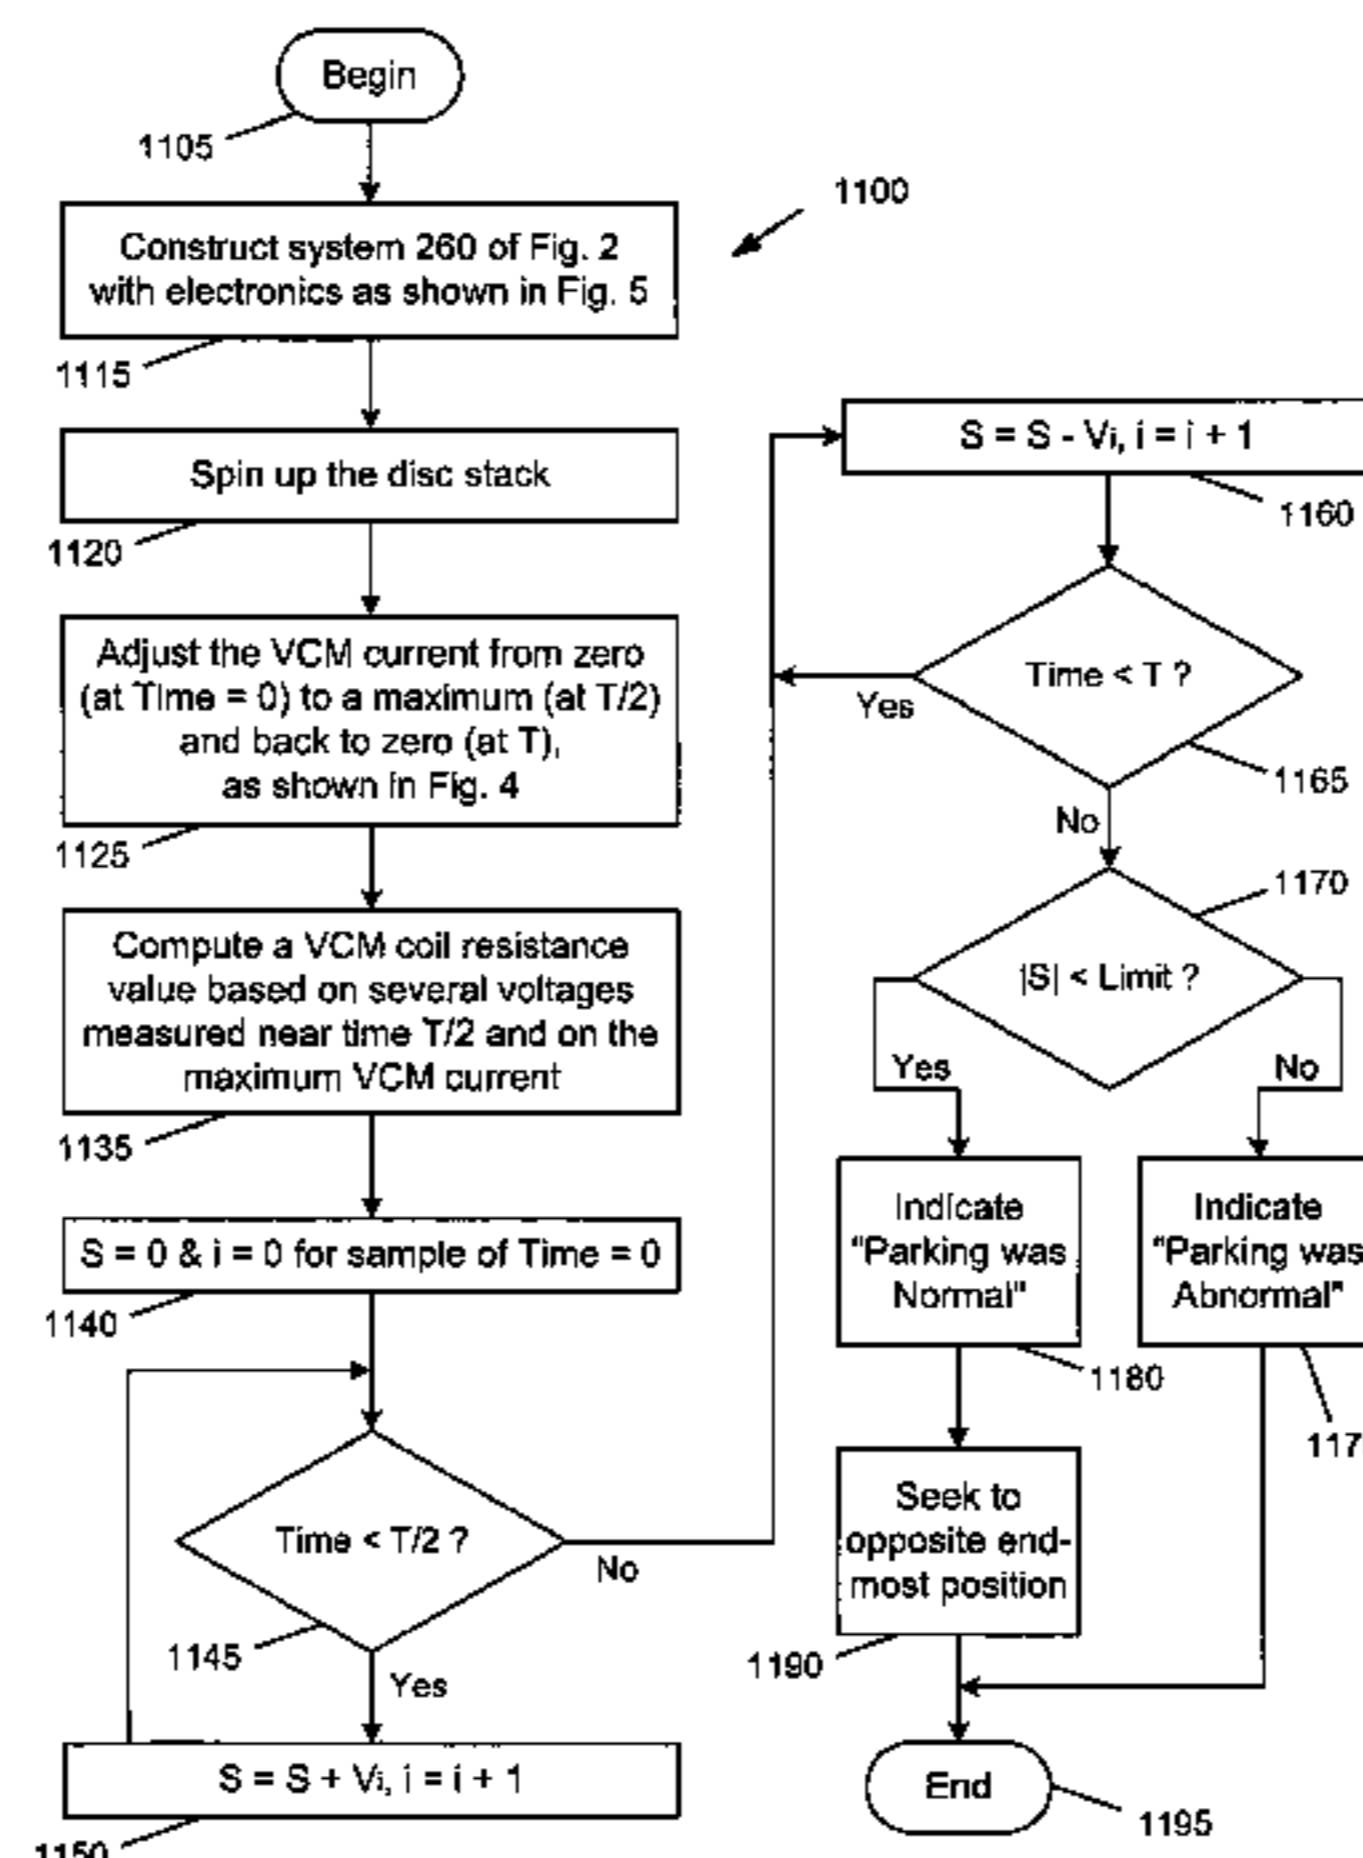 Begin
1105
1100
Construct system 260 of Fig. 2
with electronics as shown in Fig. 5
1115
Spin up the disc stack
1120
Adjust the VCM current from zero
(at Time = 0) to a maximum (at T/2)
and back to zero (at T),
as shown in Fig. 4
1125
Compute a VCM coil resistance
value based on several voltages
measured near time T/2 and on the
maximum VCM current
1135
S = 0 & i = 0 for sample of Time = 0
1140
Time < T/2 ?
No
1145
Yes
S = S + Vi, i = i + 1
1150
S = S - Vi, i = i + 1
1160
Time < T ?
Yes
1165
No
1170
|S| < Limit ?
Yes
No
Indicate
"Parking was
Normal"
1180
Indicate
"Parking was
Abnormal"
117
Seek to
opposite end-
most position
1190
End
1195